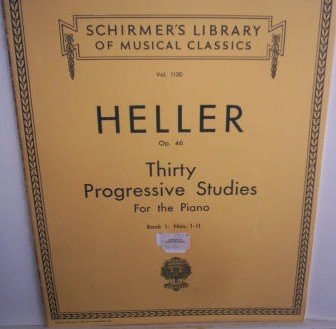 SCHIRMER'S LIBRARY
OF MUSICAL CLASSICS
Vol. 1120
HELLER
Op. 46
Thirty
Progressive Studies
For the Piano
Book I: Nos. 1-11